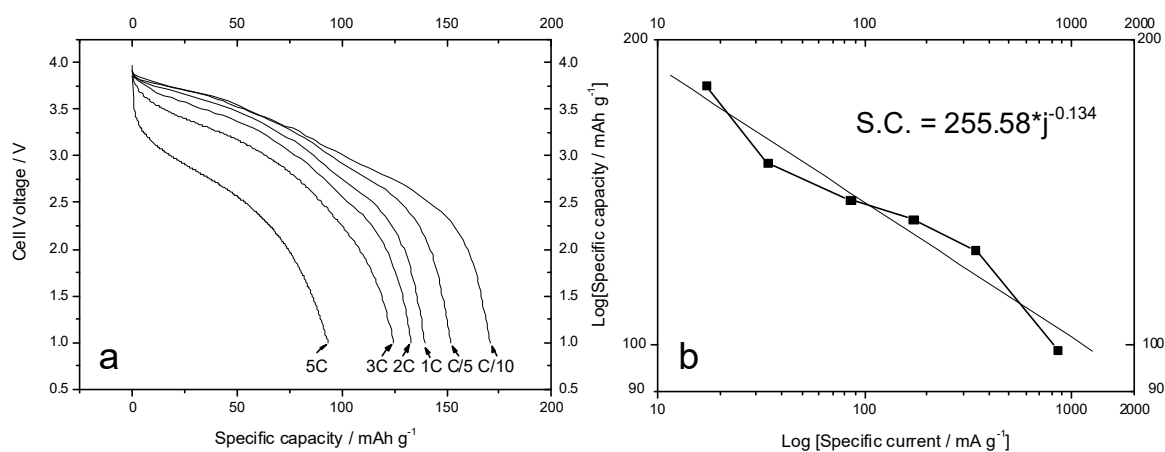 0 50 100 150 200
4.0 4.0
3.5 3.5
3.0 3.0
2.5 2.5
2.0 2.0
1.5 1.5
1.0 1.0
0.5 0.5
Cell Voltage / V
a
5C 3C 2C 1C C/5 C/10
0 50 100 150 200
Specific capacity / mAh g⁻¹
10 100 1000 2000
200 200
100 100
90 90
Log[Specific capacity / mAh g⁻¹]
S.C. = 255.58*j⁻⁰·¹³⁴
b
10 100 1000 2000
Log [Specific current / mA g⁻¹]